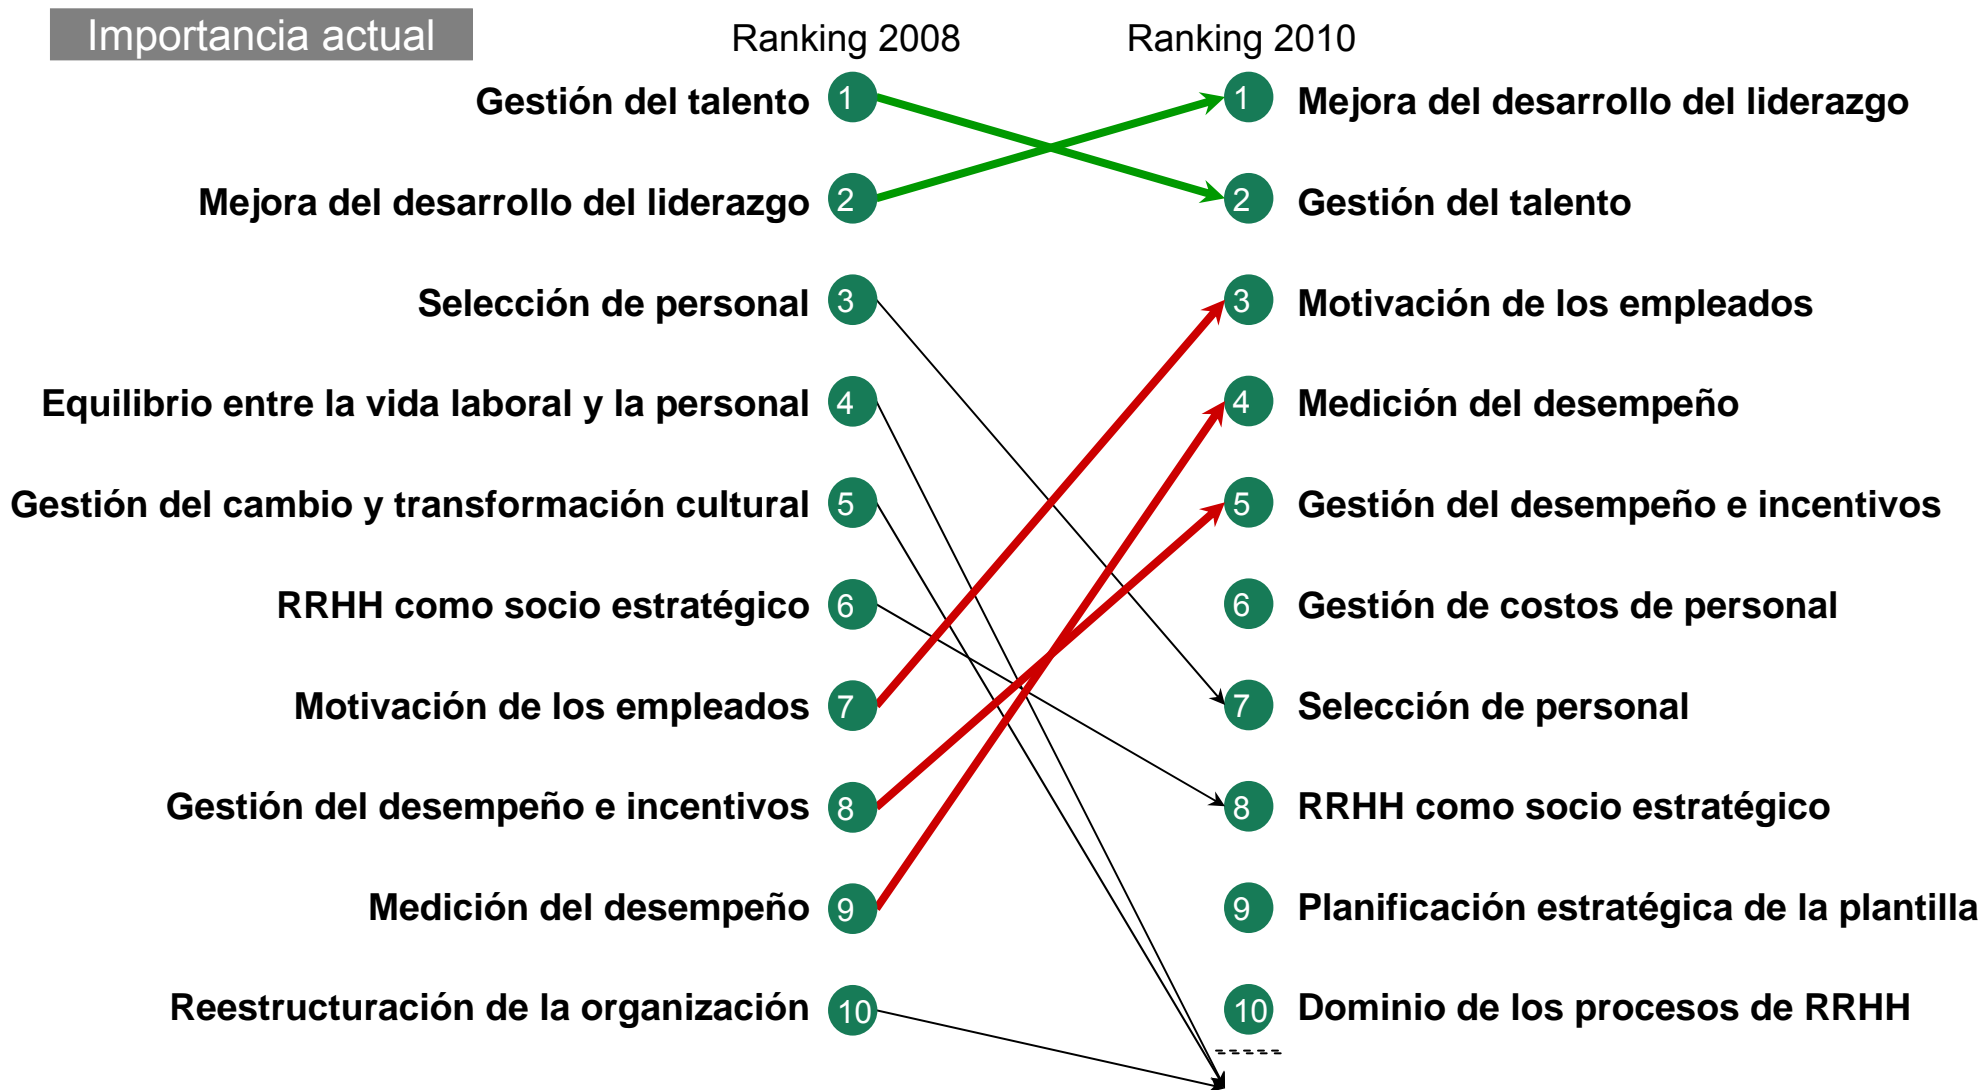 Importancia actual Ranking 2008 Ranking 2010
Gestión del talento 1 1 Mejora del desarrollo del liderazgo
Mejora del desarrollo del liderazgo 2 2 Gestión del talento
Selección de personal 3 3 Motivación de los empleados
Equilibrio entre la vida laboral y la personal 4 4 Medición del desempeño
Gestión del cambio y transformación cultural 5 5 Gestión del desempeño e incentivos
RRHH como socio estratégico 6 6 Gestión de costos de personal
Motivación de los empleados 7 7 Selección de personal
Gestión del desempeño e incentivos 8 8 RRHH como socio estratégico
Medición del desempeño 9 9 Planificación estratégica de la plantilla
Reestructuración de la organización 10 10 Dominio de los procesos de RRHH